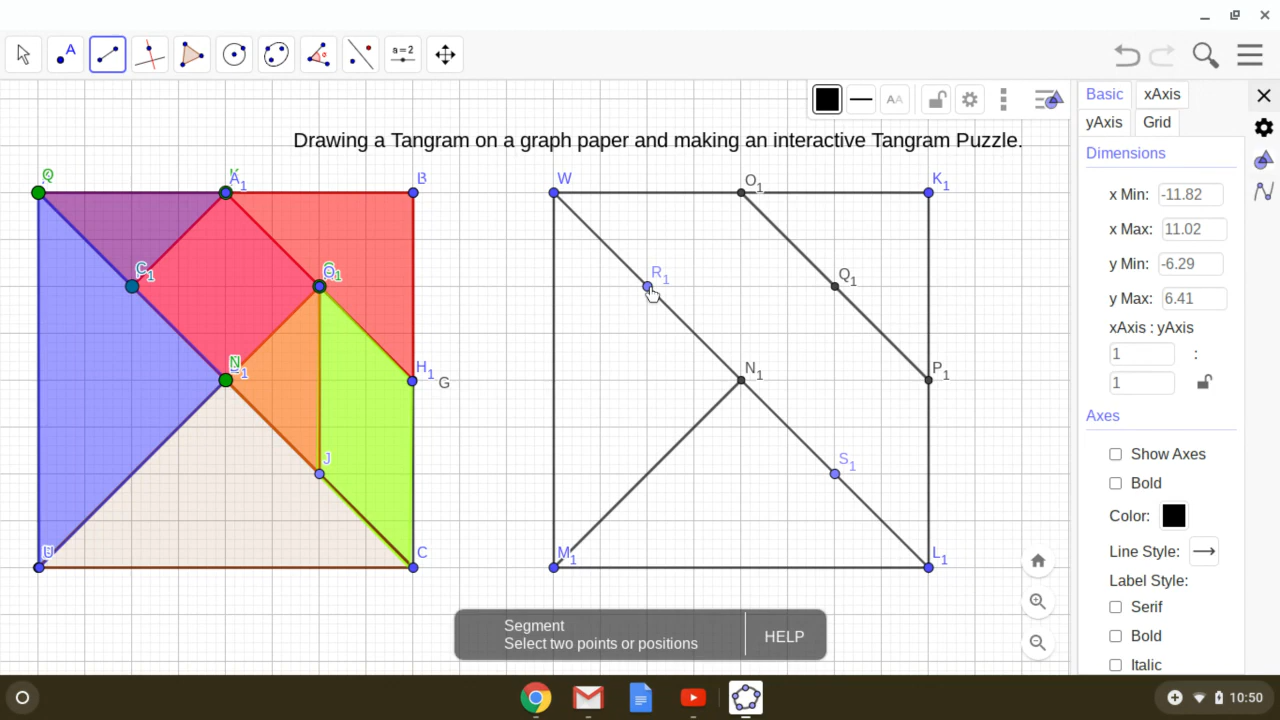 A
a=2
AA
Basic xAxis
yAxis Grid
Drawing a Tangram on a graph paper and making an interactive Tangram Puzzle.
Dimensions
x Min: -11.82
x Max: 11.02
y Min: -6.29
y Max: 6.41
xAxis : yAxis
1 :
1
Axes
Show Axes
Bold
Color:
Line Style:
Label Style:
Serif
Bold
Italic
A₁ B W O₁ K₁
C₁ R₁ Q₁
N H₁ G N₁ P₁
J S₁
U C M₁ L₁
Segment
Select two points or positions
HELP
10:50